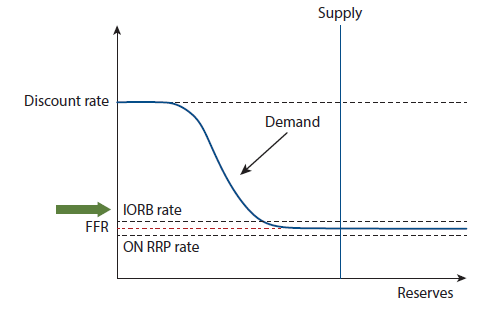 Supply
Discount rate
Demand
IORB rate
FFR
ON RRP rate
Reserves